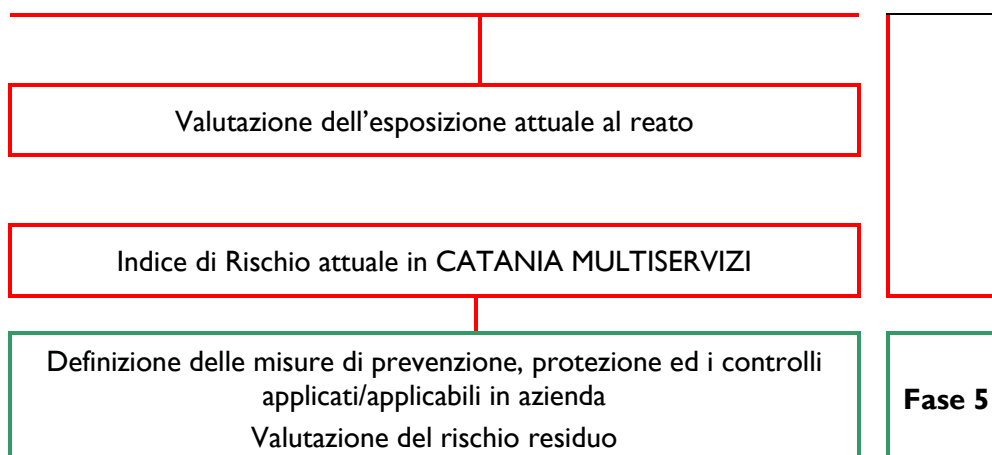 Valutazione dell’esposizione attuale al reato
Indice di Rischio attuale in CATANIA MULTISERVIZI
Definizione delle misure di prevenzione, protezione ed i controlli
applicati/applicabili in azienda
Valutazione del rischio residuo
Fase 5